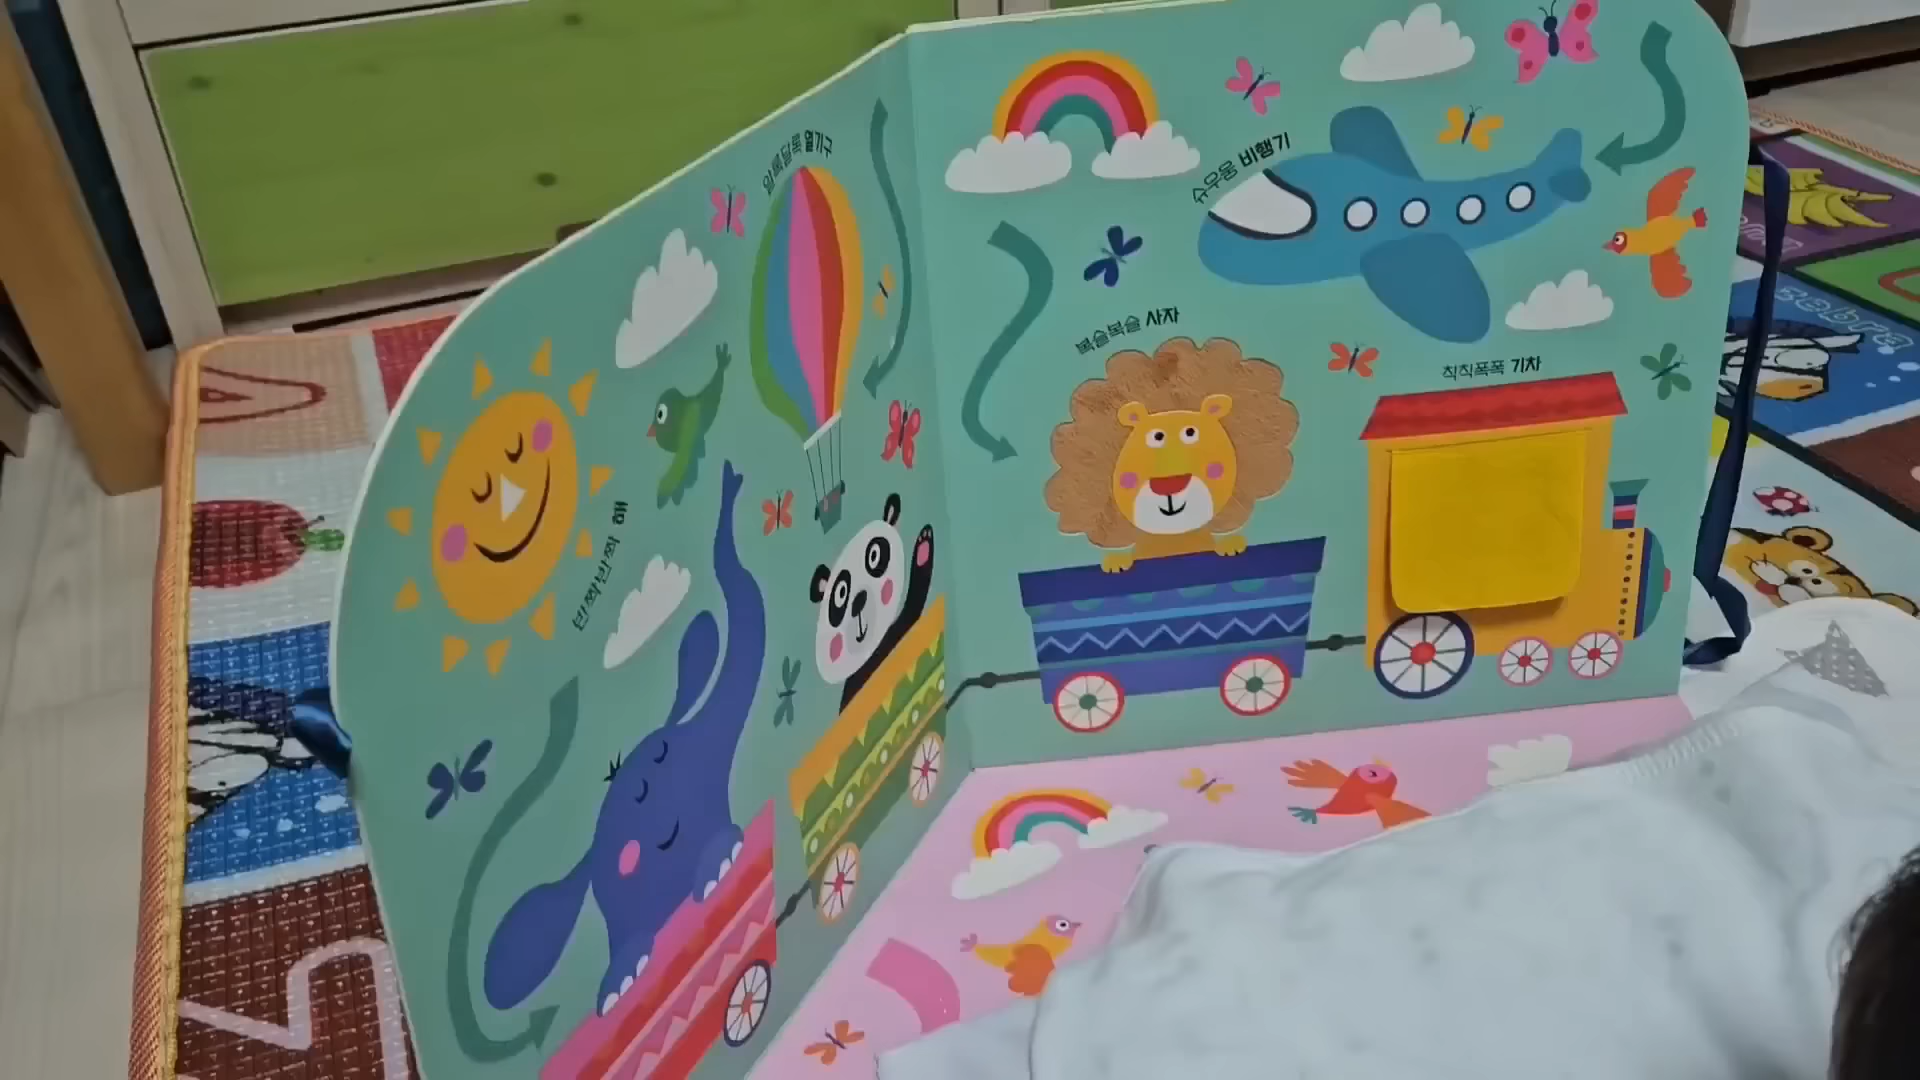 알록달록 열기구
슈우웅 비행기
복슬복슬 사자
칙칙폭폭 기차
반짝반짝 해
zebra